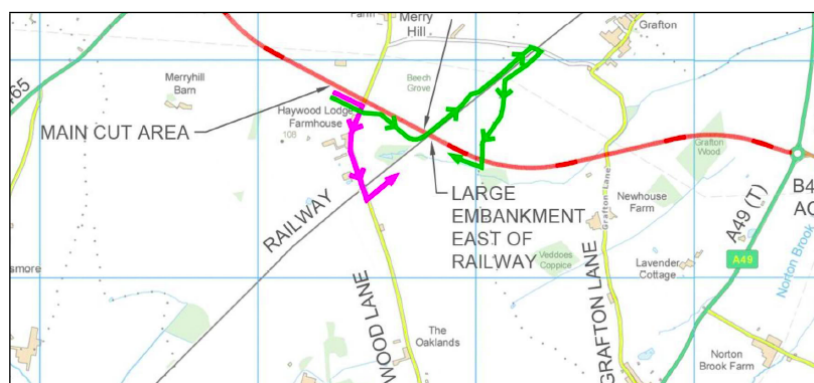 Farm
Merry
Hill
Grafton
Merryhill
Barn
Beech
Grove
MAIN CUT AREA
Haywood Lodge
Farmhouse
108
Grafton
Wood
RAILWAY
LARGE
EMBANKMENT
EAST OF
RAILWAY
Grafton Lane
Newhouse
Farm
B4
A49 (T)
A49
Veddoes
Coppice
Lavender
Cottage
Norton Brook
smore
WOOD LANE
GRAFTON LANE
The
Oaklands
Norton
Brook
Farm